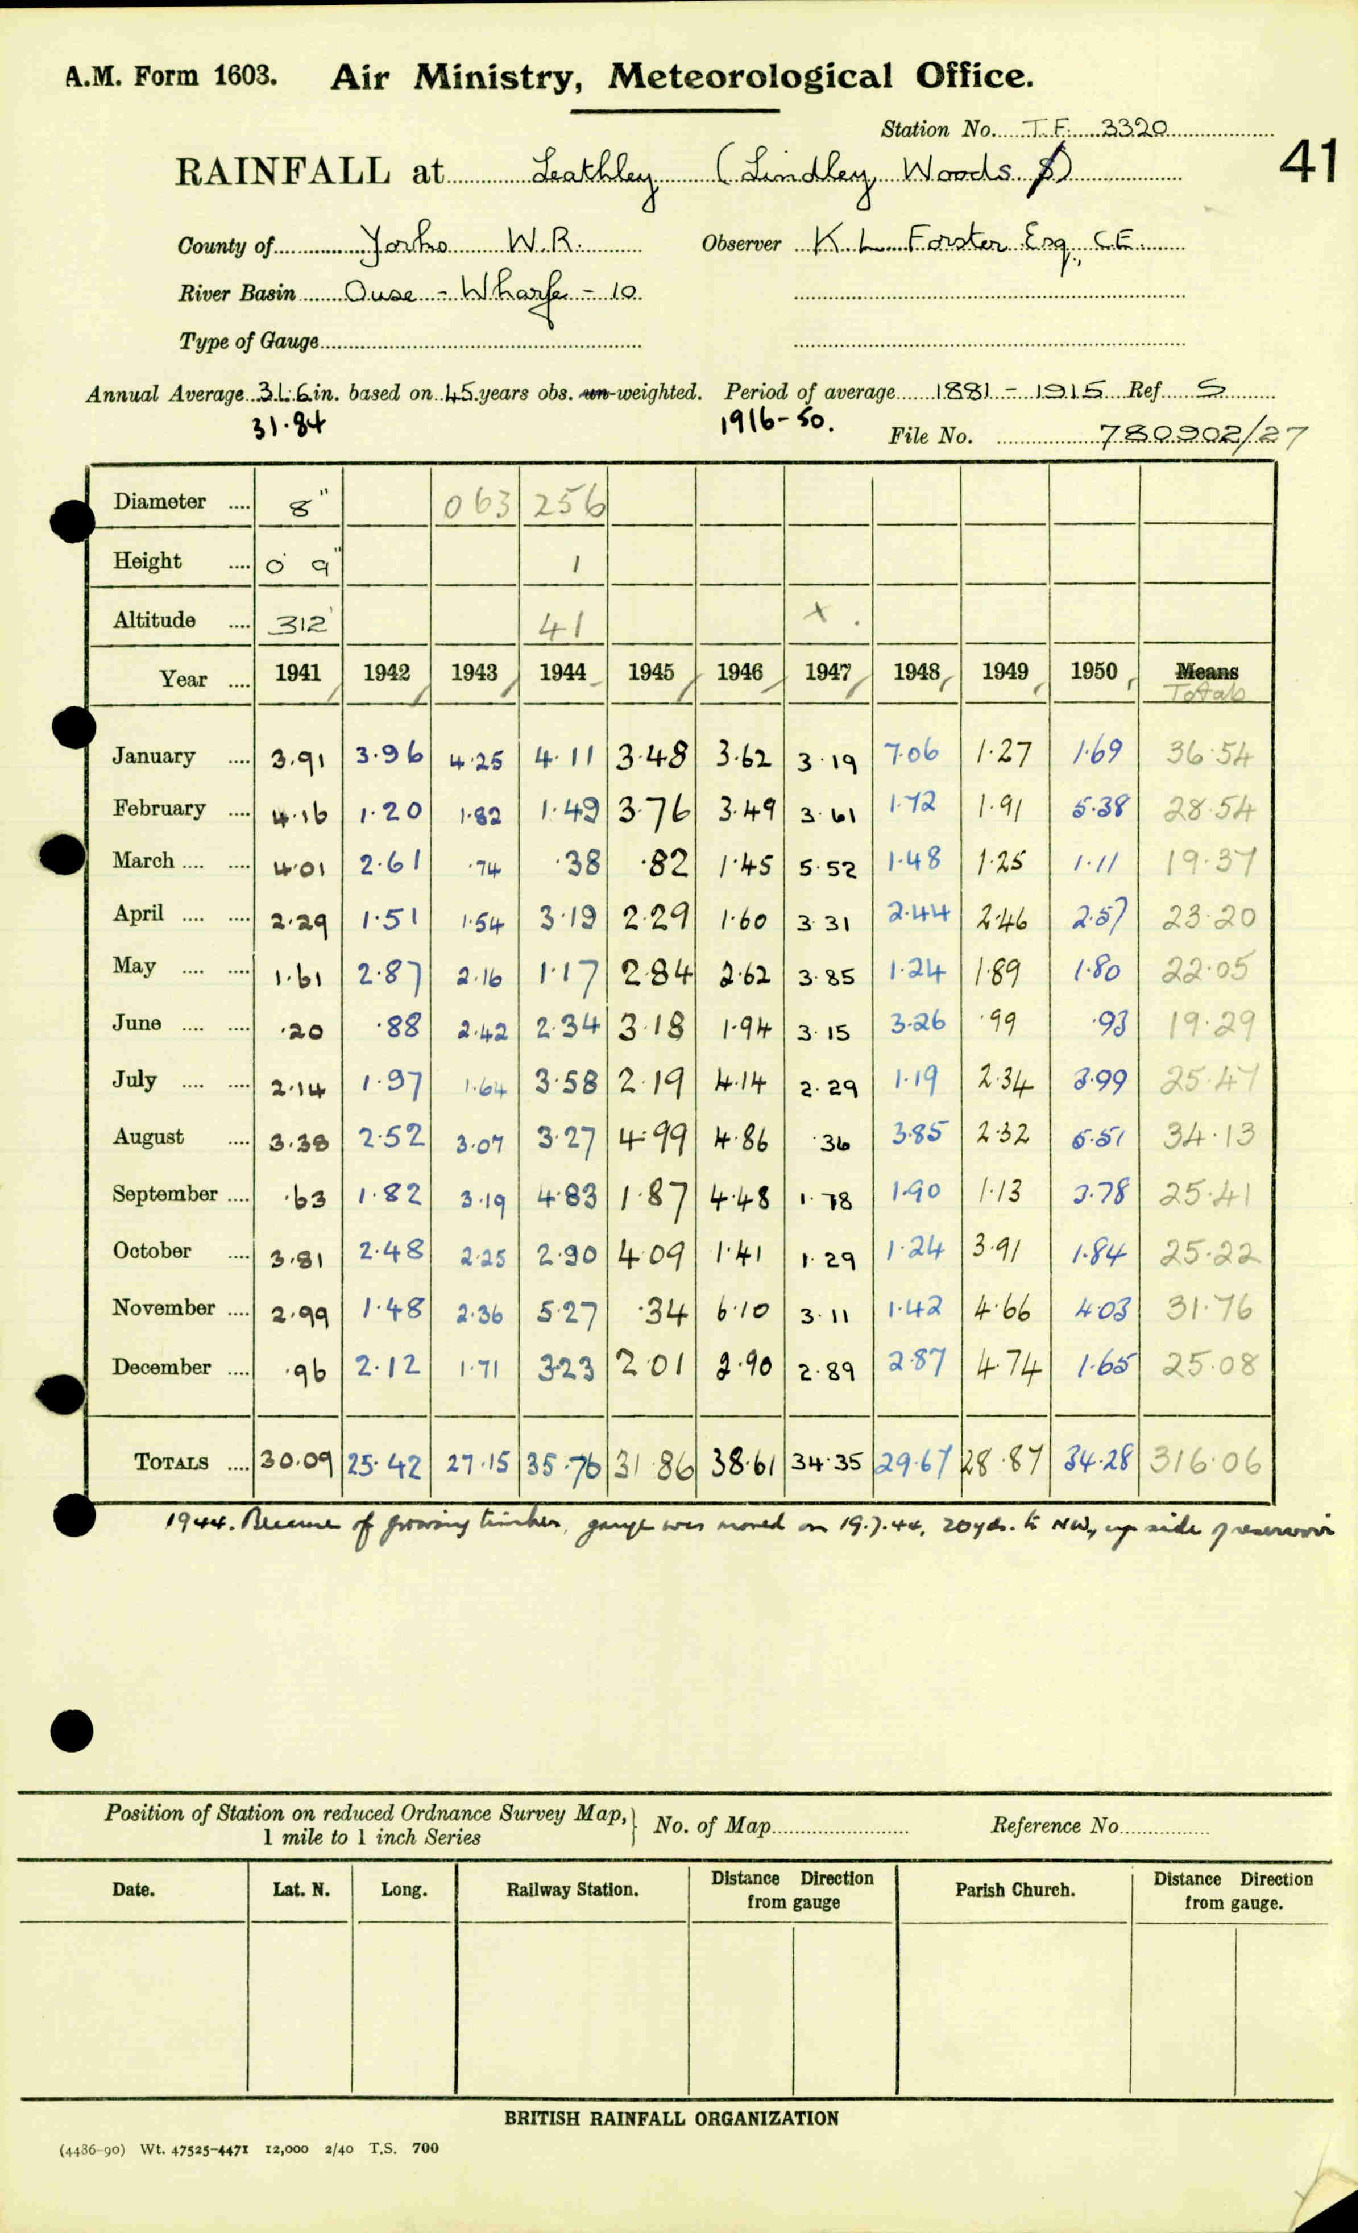 A.M. Form 1603. Air Ministry, Meteorological Office.
Station No. T.F. 3320
41
RAINFALL at Leathley (Lindley Woods S)
County of Yorks W.R. Observer K. L. Forster Esq., C.E.
River Basin Ouse - Wharfe - 10
Type of Gauge
Annual Average 31.6 in. based on 45 years obs. un-weighted. Period of average 1881 - 1915 Ref. S
31.84 1916-50.
File No. 780902/27
Diameter .... 8" 063 256
Height .... 0' 9" 1
Altitude .... 312' 41 x .
Year .... 1941 1942 1943 1944 1945 1946 1947 1948 1949 1950 Means
Totals
January .... 3.91 3.96 4.25 4.11 3.48 3.62 3.19 7.06 1.27 1.69 36.54
February .... 4.16 1.20 1.82 1.49 3.76 3.49 3.61 1.72 1.91 5.38 28.54
March .... .... 4.01 2.61 .74 .38 .82 1.45 5.52 1.48 1.25 1.11 19.37
April .... .... 2.29 1.51 1.54 3.19 2.29 1.60 3.31 2.44 2.46 2.57 23.20
May .... .... 1.61 2.87 2.16 1.17 2.84 2.62 3.85 1.24 1.89 1.80 22.05
June .... .... .20 .88 2.42 2.34 3.18 1.94 3.15 3.26 .99 .93 19.29
July .... .... 2.14 1.97 1.64 3.58 2.19 4.14 2.29 1.19 2.34 3.99 25.47
August .... 3.38 2.52 3.07 3.27 4.99 4.86 .36 3.85 2.32 5.51 34.13
September .... .63 1.82 3.19 4.83 1.87 4.48 1.78 1.90 1.13 3.78 25.41
October .... 3.81 2.48 2.25 2.90 4.09 1.41 1.29 1.24 3.91 1.84 25.22
November .... 2.99 1.48 2.36 5.27 .34 6.10 3.11 1.42 4.66 4.03 31.76
December .... .96 2.12 1.71 3.23 2.01 2.90 2.89 2.87 4.74 1.65 25.08
TOTALS .... 30.09 25.42 27.15 35.76 31.86 38.61 34.35 29.67 28.87 34.28 316.06
1944. Because of growing timber, gauge was moved on 19.7.44, 20yds. to NW, up side of reservoir
Position of Station on reduced Ordnance Survey Map, } No. of Map Reference No.
1 mile to 1 inch Series
Date. Lat. N. Long. Railway Station. Distance Direction from gauge Parish Church. Distance Direction from gauge.
BRITISH RAINFALL ORGANIZATION
(4486-90) Wt. 47525-4471 12,000 2/40 T.S. 700